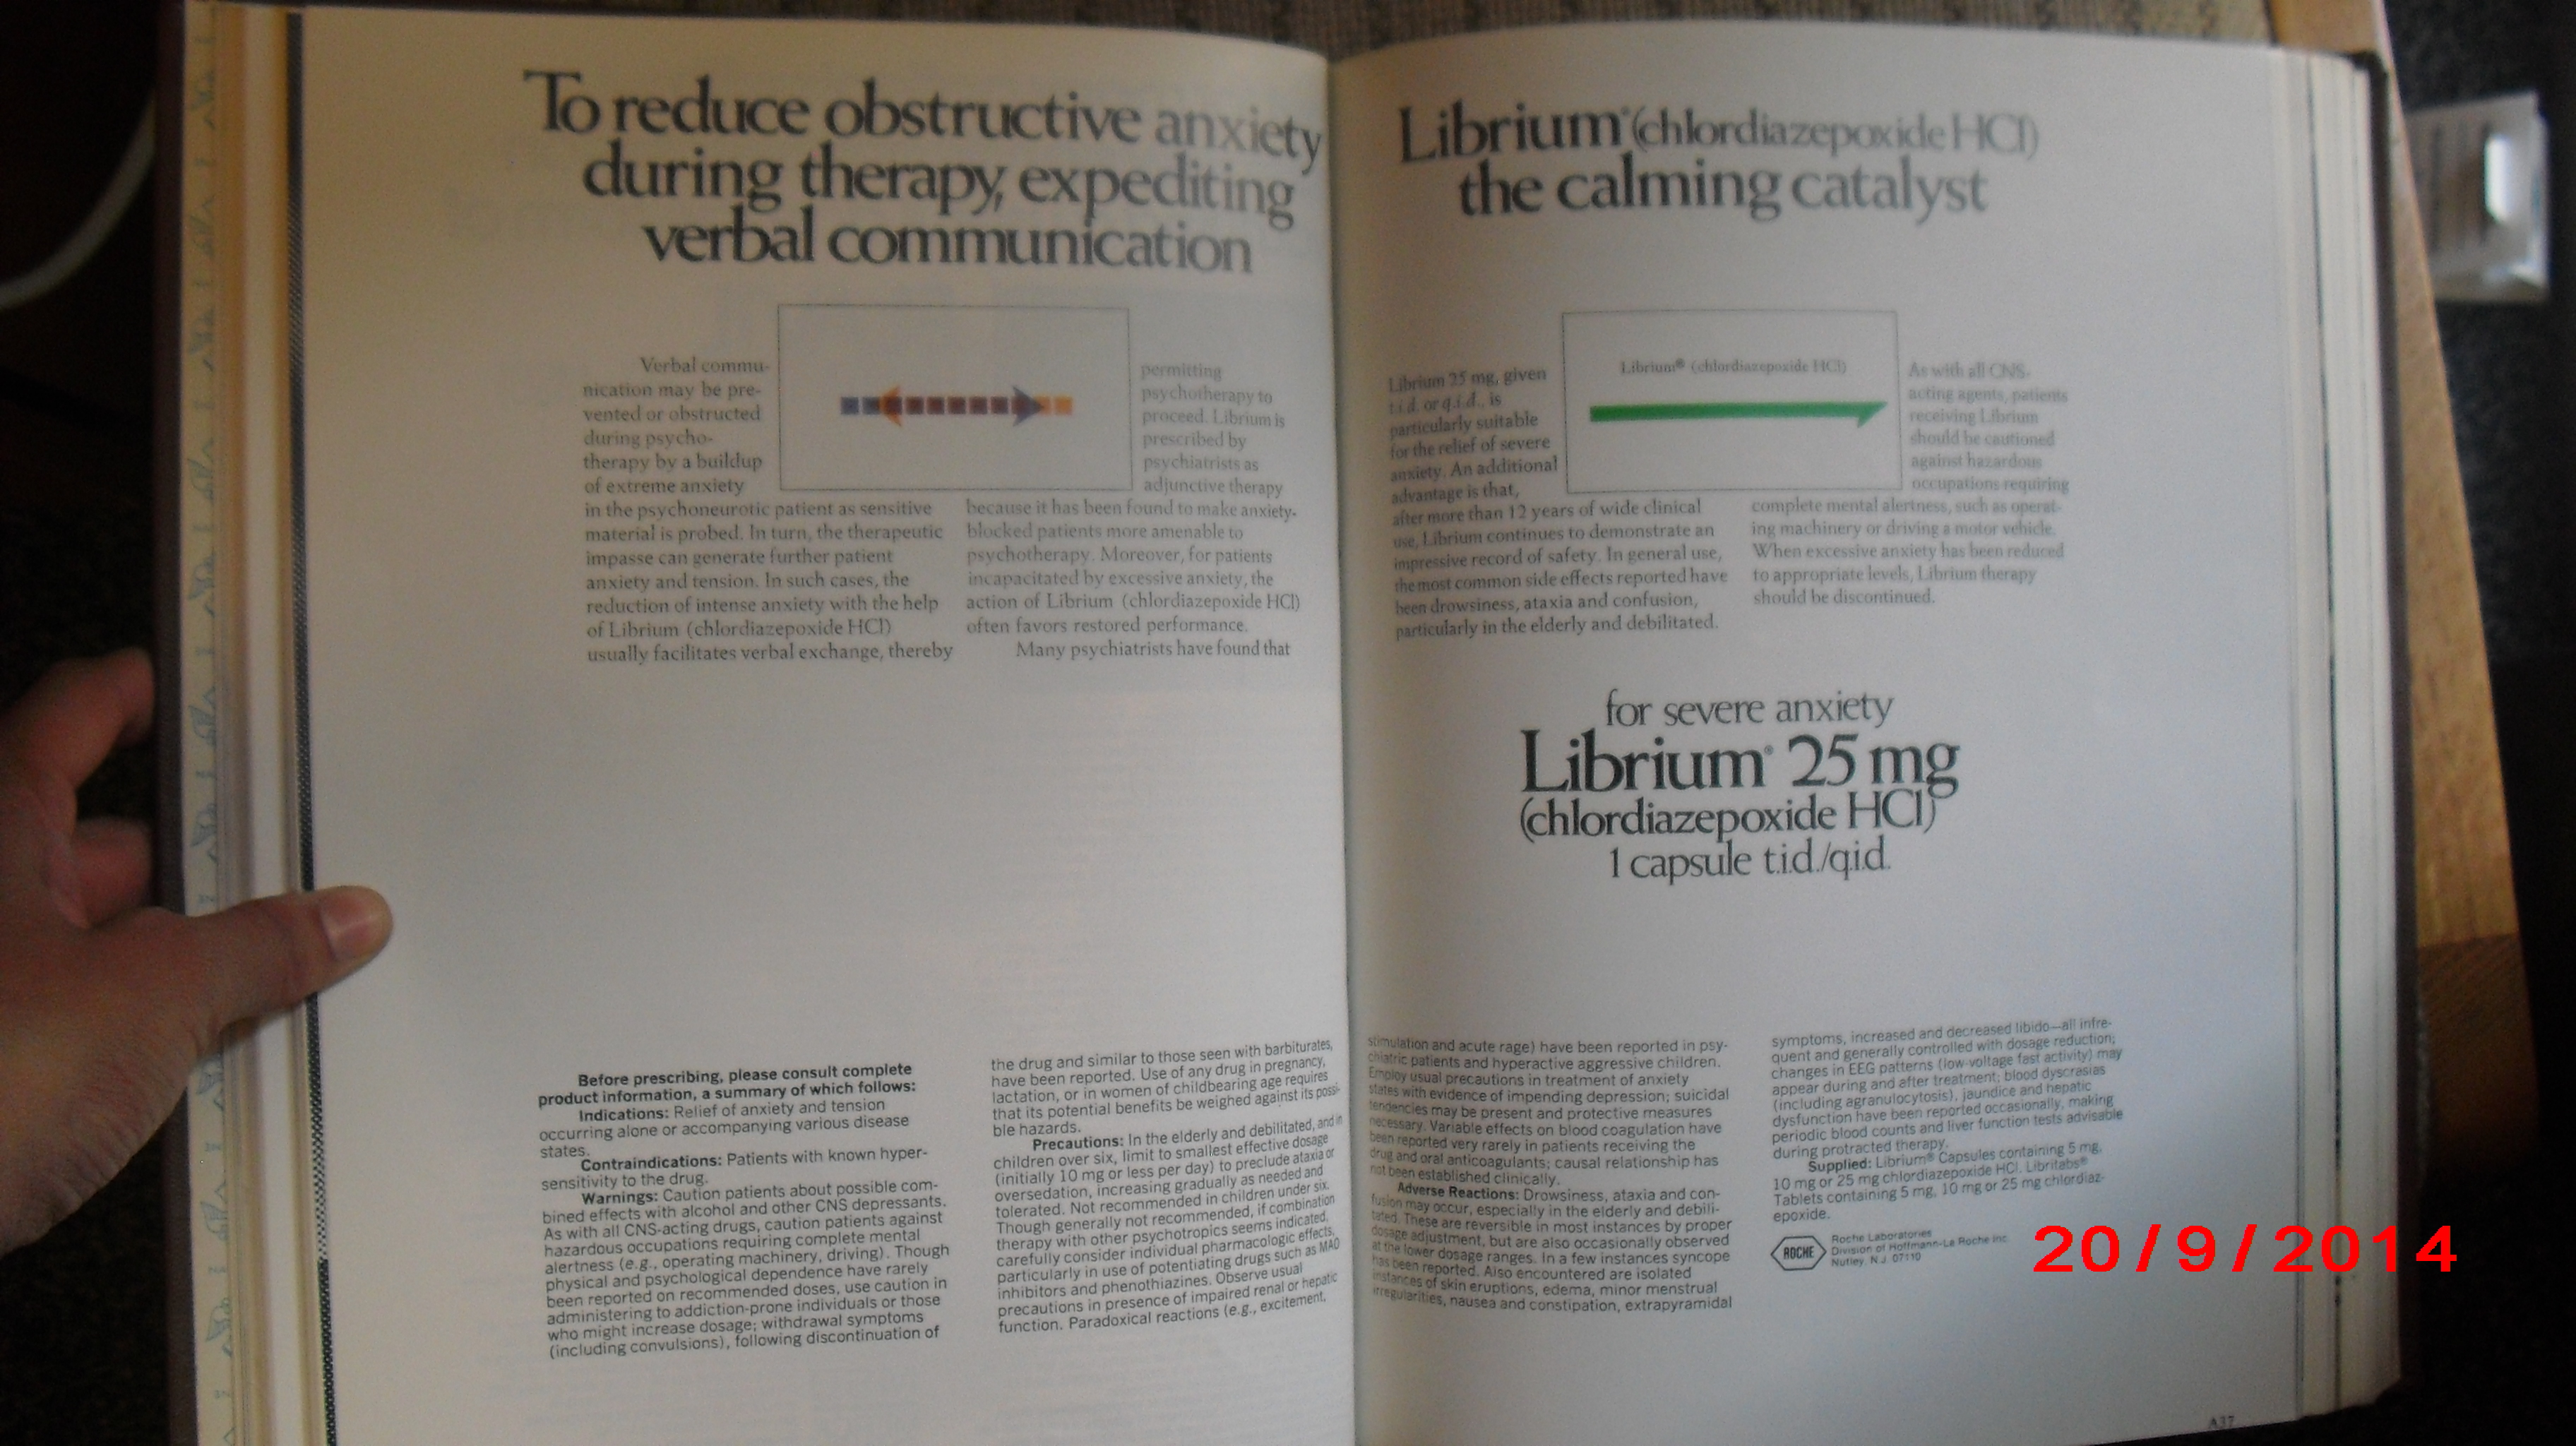 To reduce obstructive anxiety
during therapy, expediting
verbal communication
Verbal commu-
nication may be pre-
vented or obstructed
during psycho-
therapy by a buildup
of extreme anxiety
in the psychoneurotic patient as sensitive
material is probed. In turn, the therapeutic
impasse can generate further patient
anxiety and tension. In such cases, the
reduction of intense anxiety with the help
of Librium (chlordiazepoxide HCl)
usually facilitates verbal exchange, thereby
permitting
psychotherapy to
proceed. Librium is
prescribed by
psychiatrists as
adjunctive therapy
because it has been found to make anxiety-
blocked patients more amenable to
psychotherapy. Moreover, for patients
incapacitated by excessive anxiety, the
action of Librium (chlordiazepoxide HCl)
often favors restored performance.
Many psychiatrists have found that
Before prescribing, please consult complete
product information, a summary of which follows:
Indications: Relief of anxiety and tension
occurring alone or accompanying various disease
states.
Contraindications: Patients with known hyper-
sensitivity to the drug.
Warnings: Caution patients about possible com-
bined effects with alcohol and other CNS depressants.
As with all CNS-acting drugs, caution patients against
hazardous occupations requiring complete mental
alertness (e.g., operating machinery, driving). Though
physical and psychological dependence have rarely
been reported on recommended doses, use caution in
administering to addiction-prone individuals or those
who might increase dosage; withdrawal symptoms
(including convulsions), following discontinuation of
the drug and similar to those seen with barbiturates,
have been reported. Use of any drug in pregnancy,
lactation, or in women of childbearing age requires
that its potential benefits be weighed against its possi-
ble hazards.
Precautions: In the elderly and debilitated, and in
children over six, limit to smallest effective dosage
(initially 10 mg or less per day) to preclude ataxia or
oversedation, increasing gradually as needed and
tolerated. Not recommended in children under six.
Though generally not recommended, if combination
therapy with other psychotropics seems indicated,
carefully consider individual pharmacologic effects,
particularly in use of potentiating drugs such as MAO
inhibitors and phenothiazines. Observe usual
precautions in presence of impaired renal or hepatic
function. Paradoxical reactions (e.g., excitement,
Librium® (chlordiazepoxide HCl)
the calming catalyst
Librium® (chlordiazepoxide HCl)
Librium 25 mg, given
t.i.d. or q.i.d., is
particularly suitable
for the relief of severe
anxiety. An additional
advantage is that,
after more than 12 years of wide clinical
use, Librium continues to demonstrate an
impressive record of safety. In general use,
the most common side effects reported have
been drowsiness, ataxia and confusion,
particularly in the elderly and debilitated.
As with all CNS-
acting agents, patients
receiving Librium
should be cautioned
against hazardous
occupations requiring
complete mental alertness, such as operat-
ing machinery or driving a motor vehicle.
When excessive anxiety has been reduced
to appropriate levels, Librium therapy
should be discontinued.
for severe anxiety
Librium® 25 mg
(chlordiazepoxide HCl)
1 capsule t.i.d./q.i.d.
stimulation and acute rage) have been reported in psy-
chiatric patients and hyperactive aggressive children.
Employ usual precautions in treatment of anxiety
states with evidence of impending depression; suicidal
tendencies may be present and protective measures
necessary. Variable effects on blood coagulation have
been reported very rarely in patients receiving the
drug and oral anticoagulants; causal relationship has
not been established clinically.
Adverse Reactions: Drowsiness, ataxia and con-
fusion may occur, especially in the elderly and debili-
tated. These are reversible in most instances by proper
dosage adjustment, but are also occasionally observed
at the lower dosage ranges. In a few instances syncope
has been reported. Also encountered are isolated
instances of skin eruptions, edema, minor menstrual
irregularities, nausea and constipation, extrapyramidal
symptoms, increased and decreased libido—all infre-
quent and generally controlled with dosage reduction;
changes in EEG patterns (low-voltage fast activity) may
appear during and after treatment; blood dyscrasias
(including agranulocytosis), jaundice and hepatic
dysfunction have been reported occasionally, making
periodic blood counts and liver function tests advisable
during protracted therapy.
Supplied: Librium® Capsules containing 5 mg,
10 mg or 25 mg chlordiazepoxide HCl. Libritabs®
Tablets containing 5 mg, 10 mg or 25 mg chlordiaz-
epoxide.
ROCHE
Roche Laboratories
Division of Hoffmann-La Roche Inc.
Nutley, N.J. 07110
20/9/2014
A37